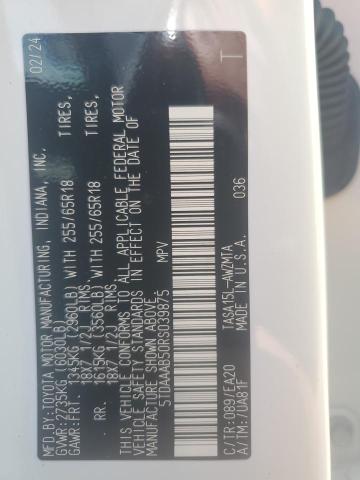 MFD. BY: TOYOTA MOTOR MANUFACTURING, INDIANA, INC. 02/24
GVWR: 2735KG (6030LB)
GAWR: FRT. 1345KG (2960LB) WITH 255/65R18 TIRES,
18X7 1/2J RIMS
RR. 1615KG (3560LB) WITH 255/65R18 TIRES,
18X7 1/2J RIMS
THIS VEHICLE CONFORMS TO ALL APPLICABLE FEDERAL MOTOR
VEHICLE SAFETY STANDARDS IN EFFECT ON THE DATE OF
MANUFACTURE SHOWN ABOVE.
5TDAAAB50RS039875 MPV
C/TR: 089/EA20 TASA15L-AWZMTA 036
A/TM: /UA81F MADE IN U.S.A.
T